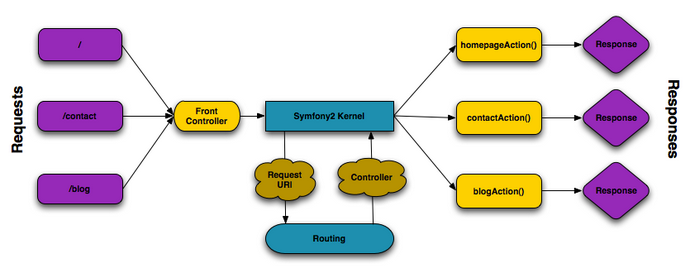 Requests
/
/contact
/blog
Front
Controller
Symfony2 Kernel
Request
URI
Controller
Routing
homepageAction()
contactAction()
blogAction()
Response
Response
Response
Responses